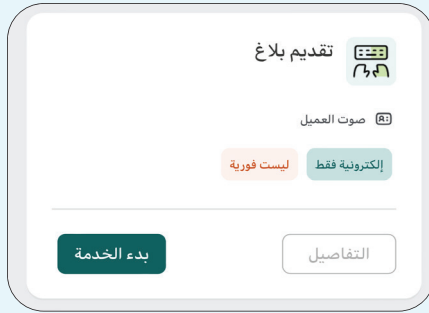 تقديم بلاغ
صوت العميل
إلكترونية فقط
ليست فورية
التفاصيل
بدء الخدمة